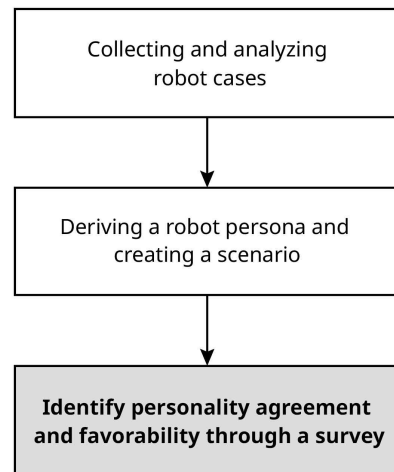 Collecting and analyzing
robot cases
Deriving a robot persona and
creating a scenario
Identify personality agreement
and favorability through a survey